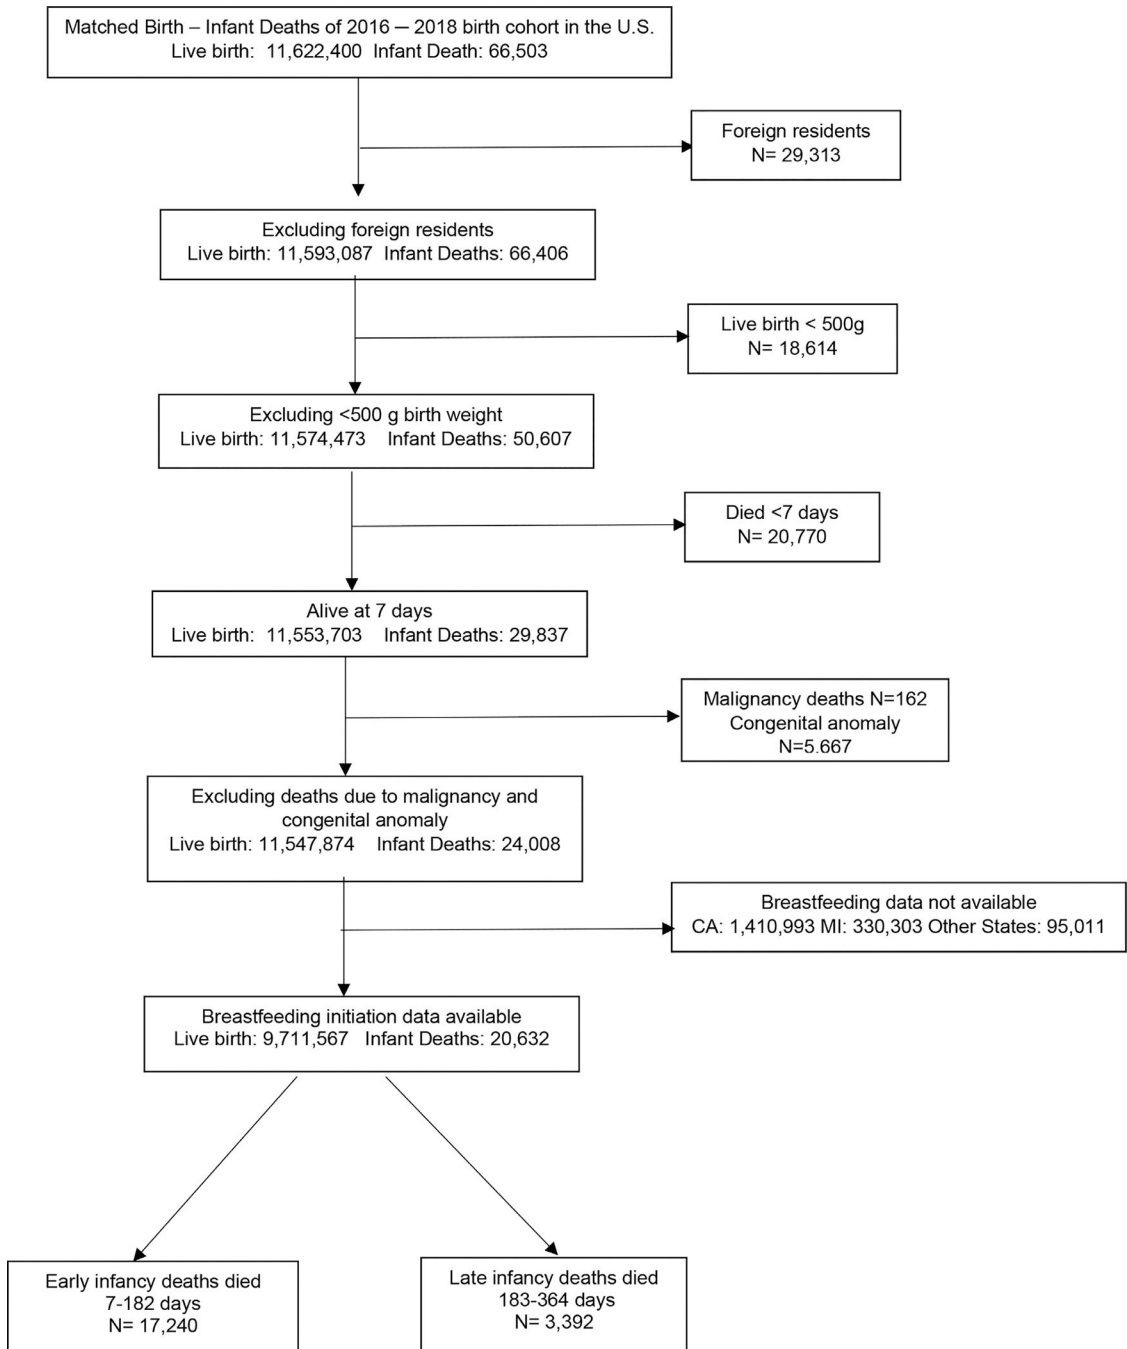 Matched Birth – Infant Deaths of 2016 — 2018 birth cohort in the U.S.
Live birth: 11,622,400 Infant Death: 66,503
Foreign residents
N= 29,313
Excluding foreign residents
Live birth: 11,593,087 Infant Deaths: 66,406
Live birth < 500g
N= 18,614
Excluding <500 g birth weight
Live birth: 11,574,473 Infant Deaths: 50,607
Died <7 days
N= 20,770
Alive at 7 days
Live birth: 11,553,703 Infant Deaths: 29,837
Malignancy deaths N=162
Congenital anomaly
N=5.667
Excluding deaths due to malignancy and
congenital anomaly
Live birth: 11,547,874 Infant Deaths: 24,008
Breastfeeding data not available
CA: 1,410,993 MI: 330,303 Other States: 95,011
Breastfeeding initiation data available
Live birth: 9,711,567 Infant Deaths: 20,632
Early infancy deaths died
7-182 days
N= 17,240
Late infancy deaths died
183-364 days
N= 3,392